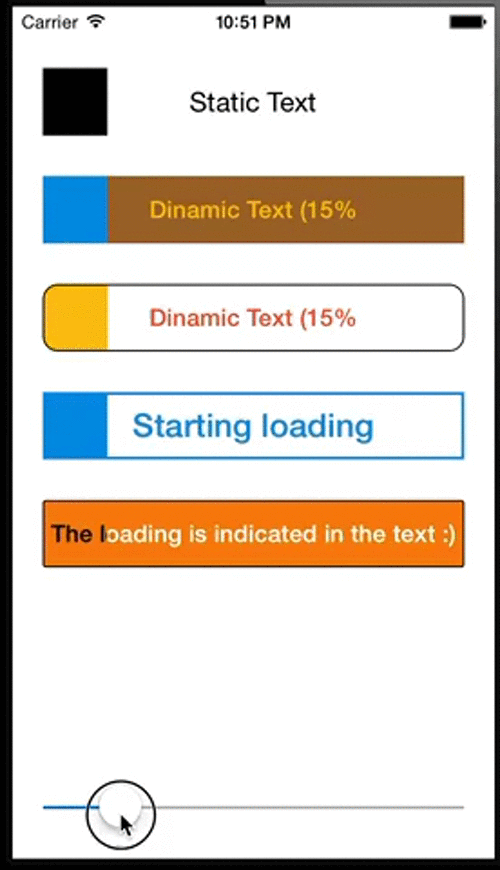 Carrier 10:51 PM
Static Text
Dinamic Text (15%
Dinamic Text (15%
Starting loading
The loading is indicated in the text :)